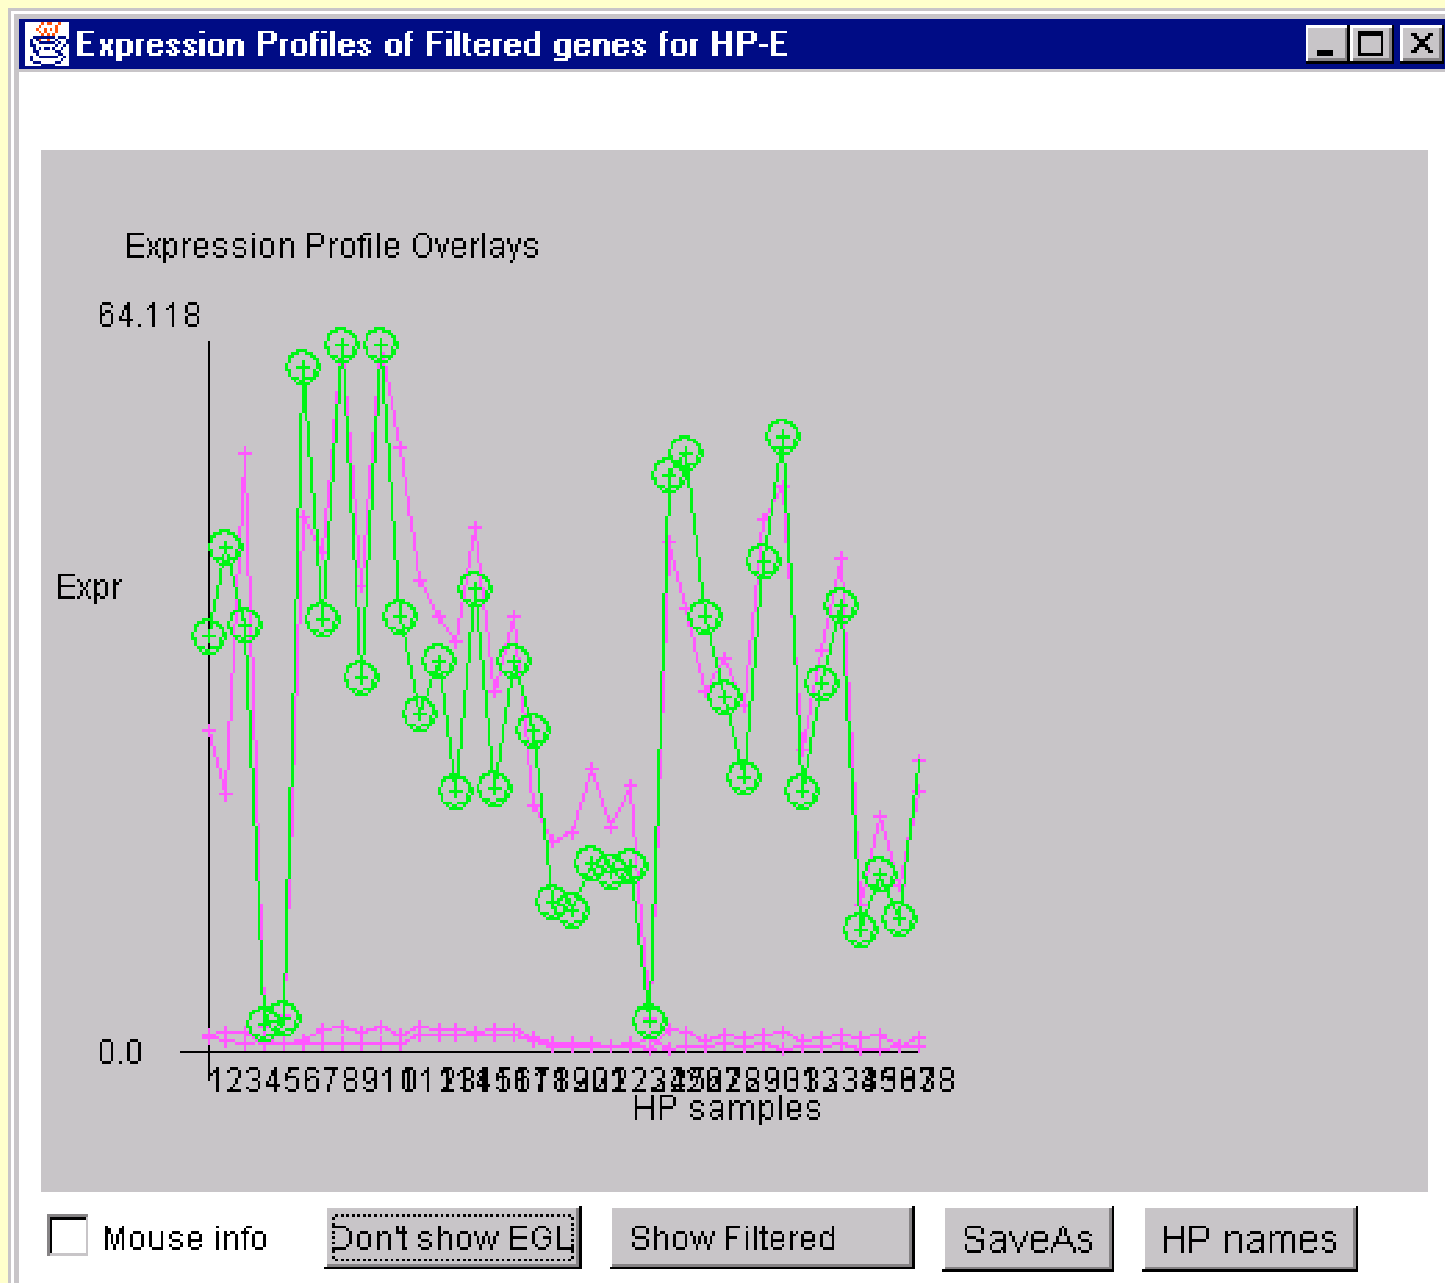 Expression Profiles of Filtered genes for HP-E
Expression Profile Overlays
64.118
Expr
0.0
HP samples
Mouse info
Don't show EGL
Show Filtered
SaveAs
HP names